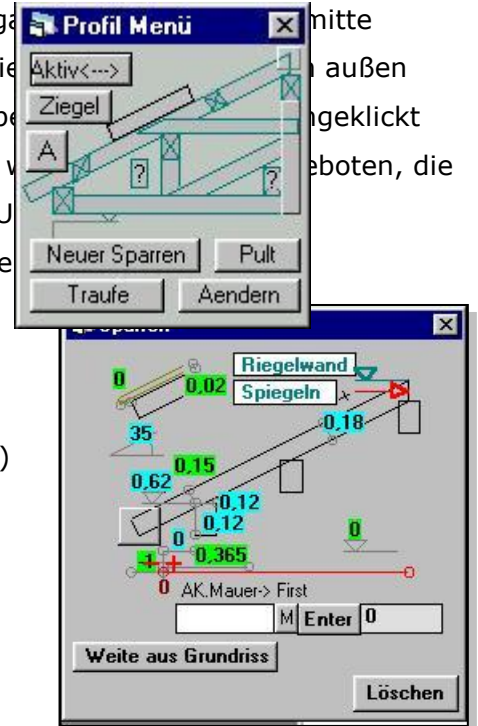 Profil Menü
mitte
Aktiv<--->
außen
Ziegel
ngeklickt
A
eboten, die
? ?
Neuer Sparren Pult
Traufe Aendern
Riegelwand
0 0,02 Spiegeln
35 0,18
)
0,15
0,62
0,12
0,12
0 0
0,365
0 AK.Mauer-> First
M Enter 0
Weite aus Grundriss
Löschen